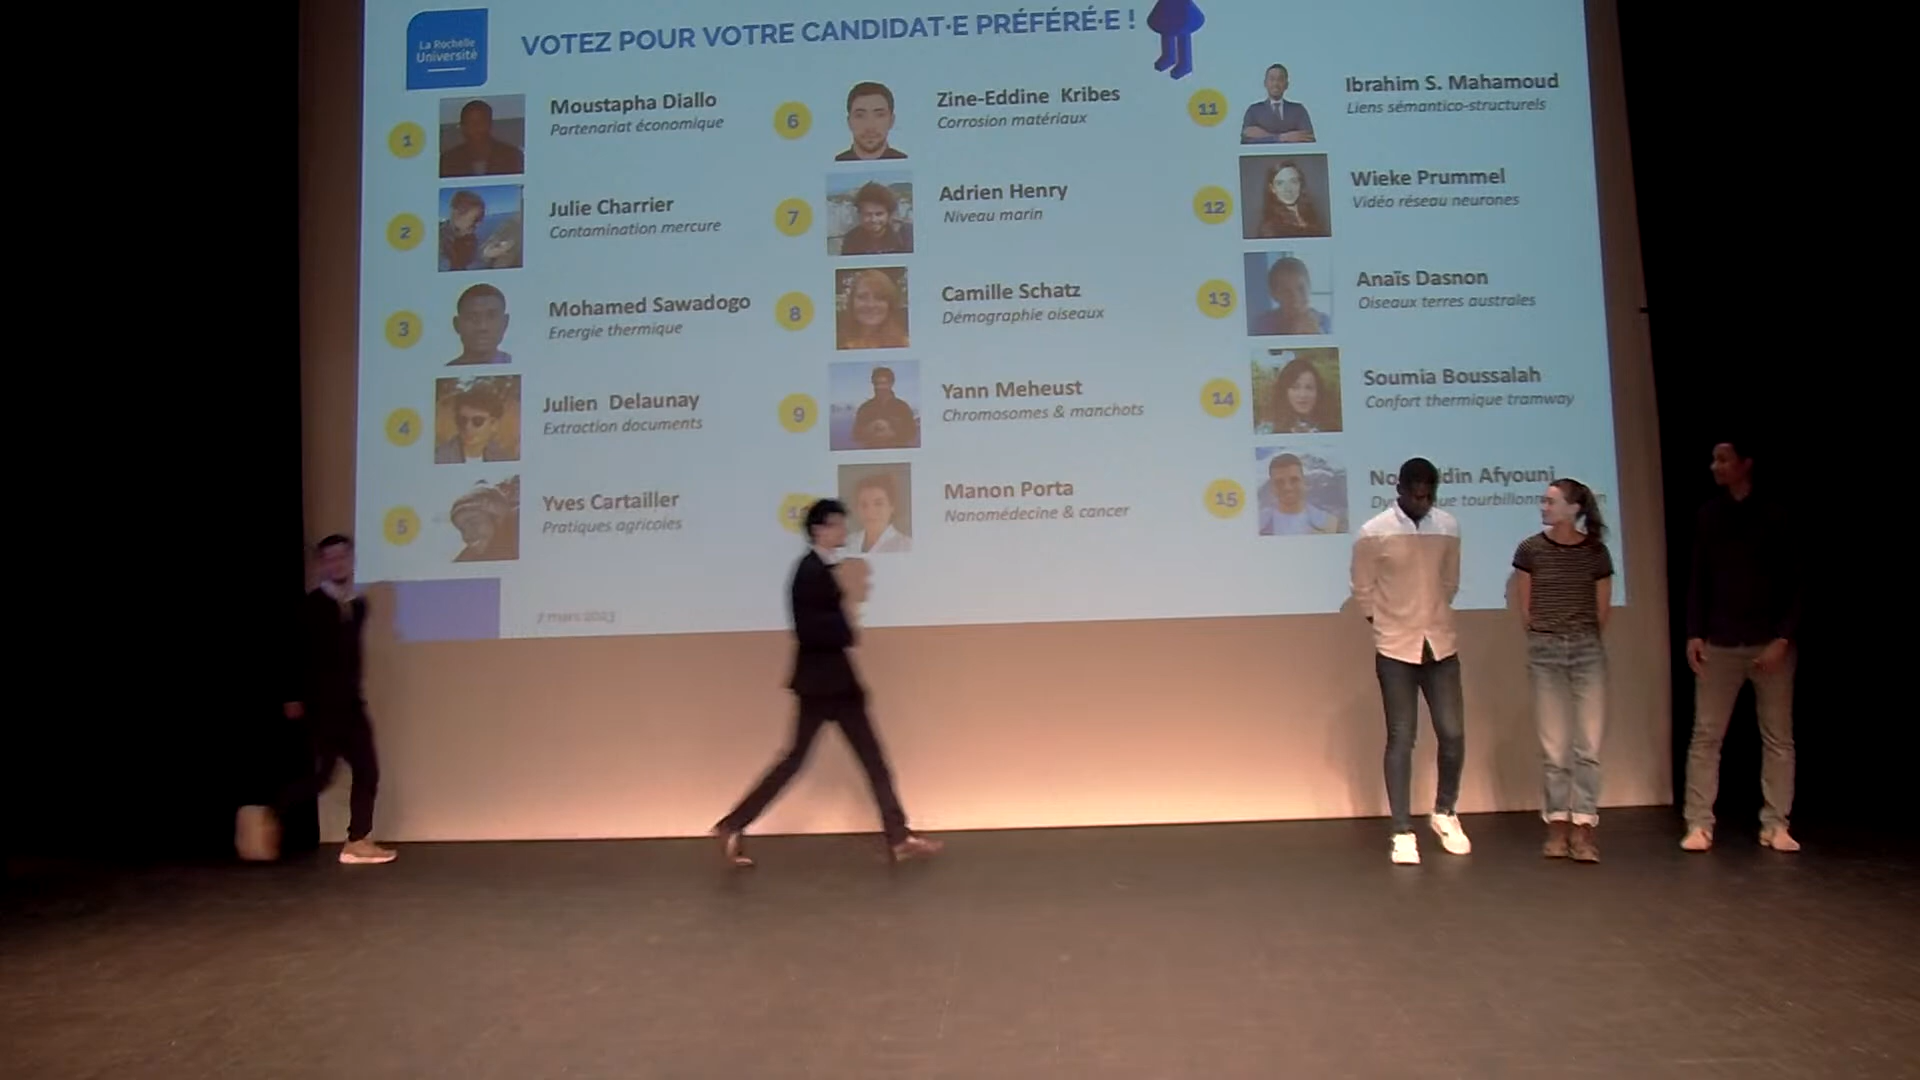 La Rochelle
Université
VOTEZ POUR VOTRE CANDIDAT·E PRÉFÉRÉ·E !
1
Moustapha Diallo
Partenariat économique
2
Julie Charrier
Contamination mercure
3
Mohamed Sawadogo
Energie thermique
4
Julien Delaunay
Extraction documents
5
Yves Cartailler
Pratiques agricoles
6
Zine-Eddine Kribes
Corrosion matériaux
7
Adrien Henry
Niveau marin
8
Camille Schatz
Démographie oiseaux
9
Yann Meheust
Chromosomes & manchots
Manon Porta
Nanomédecine & cancer
11
Ibrahim S. Mahamoud
Liens sémantico-structurels
12
Wieke Prummel
Vidéo réseau neurones
13
Anaïs Dasnon
Oiseaux terres australes
14
Soumia Boussalah
Confort thermique tramway
15
Afyouni
7 mars 2023